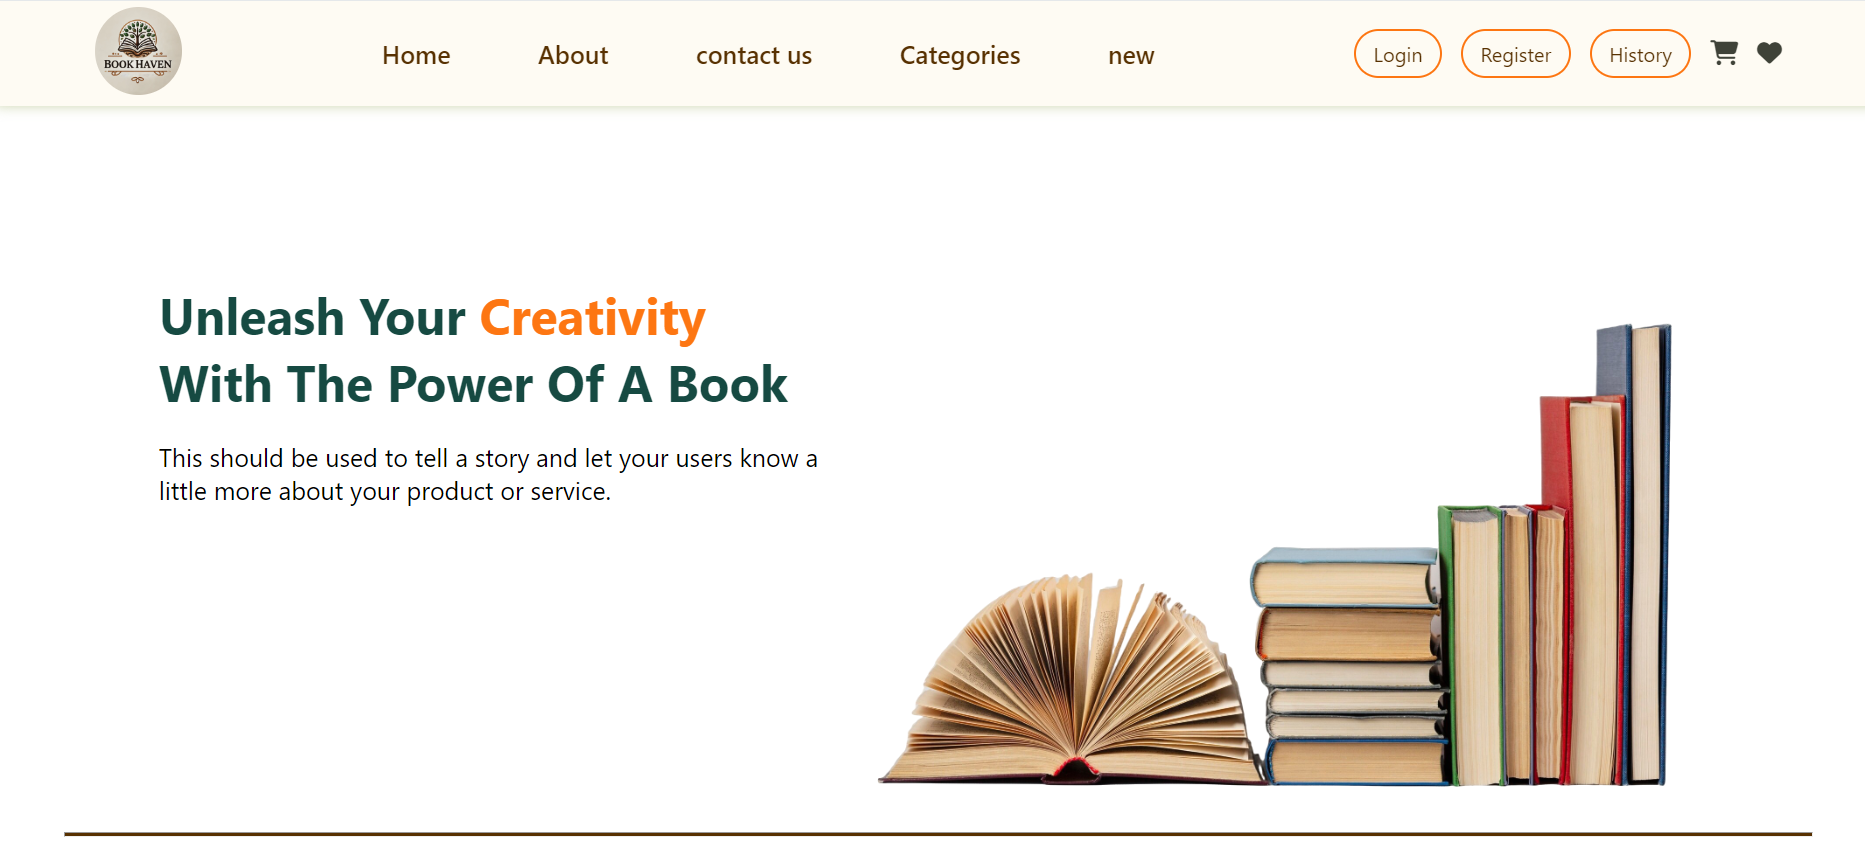 BOOK HAVEN
Home About contact us Categories new Login Register History
Unleash Your Creativity
With The Power Of A Book
This should be used to tell a story and let your users know a
little more about your product or service.